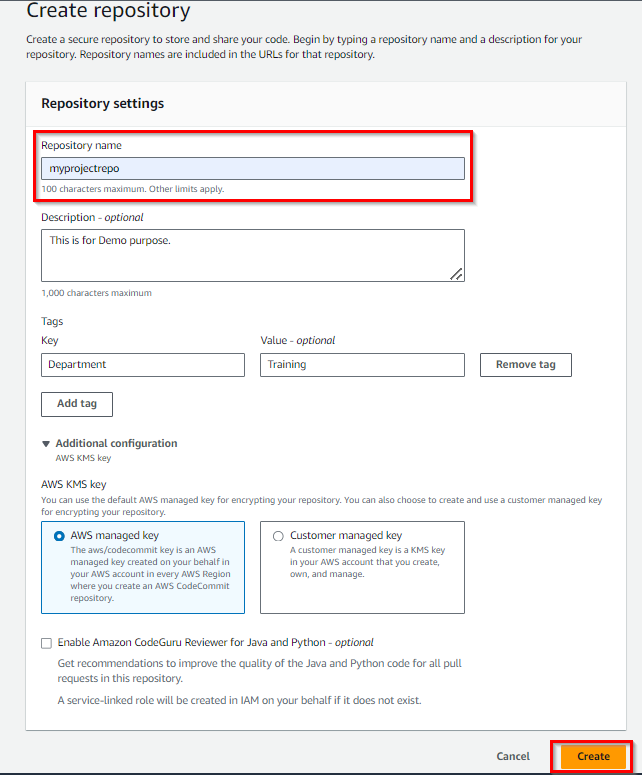 Create repository
Create a secure repository to store and share your code. Begin by typing a repository name and a description for your
repository. Repository names are included in the URLs for that repository.
Repository settings
Repository name
myprojectrepo
100 characters maximum. Other limits apply.
Description - optional
This is for Demo purpose.
1,000 characters maximum
Tags
Key
Value - optional
Department
Training
Remove tag
Add tag
Additional configuration
AWS KMS key
AWS KMS key
You can use the default AWS managed key for encrypting your repository. You can also choose to create and use a customer managed key
for encrypting your repository.
AWS managed key
The aws/codecommit key is an AWS
managed key created on your behalf in
your AWS account in every AWS Region
where you create an AWS CodeCommit
repository.
Customer managed key
A customer managed key is a KMS key
in your AWS account that you create,
own, and manage.
Enable Amazon CodeGuru Reviewer for Java and Python - optional
Get recommendations to improve the quality of the Java and Python code for all pull
requests in this repository.
A service-linked role will be created in IAM on your behalf if it does not exist.
Cancel
Create